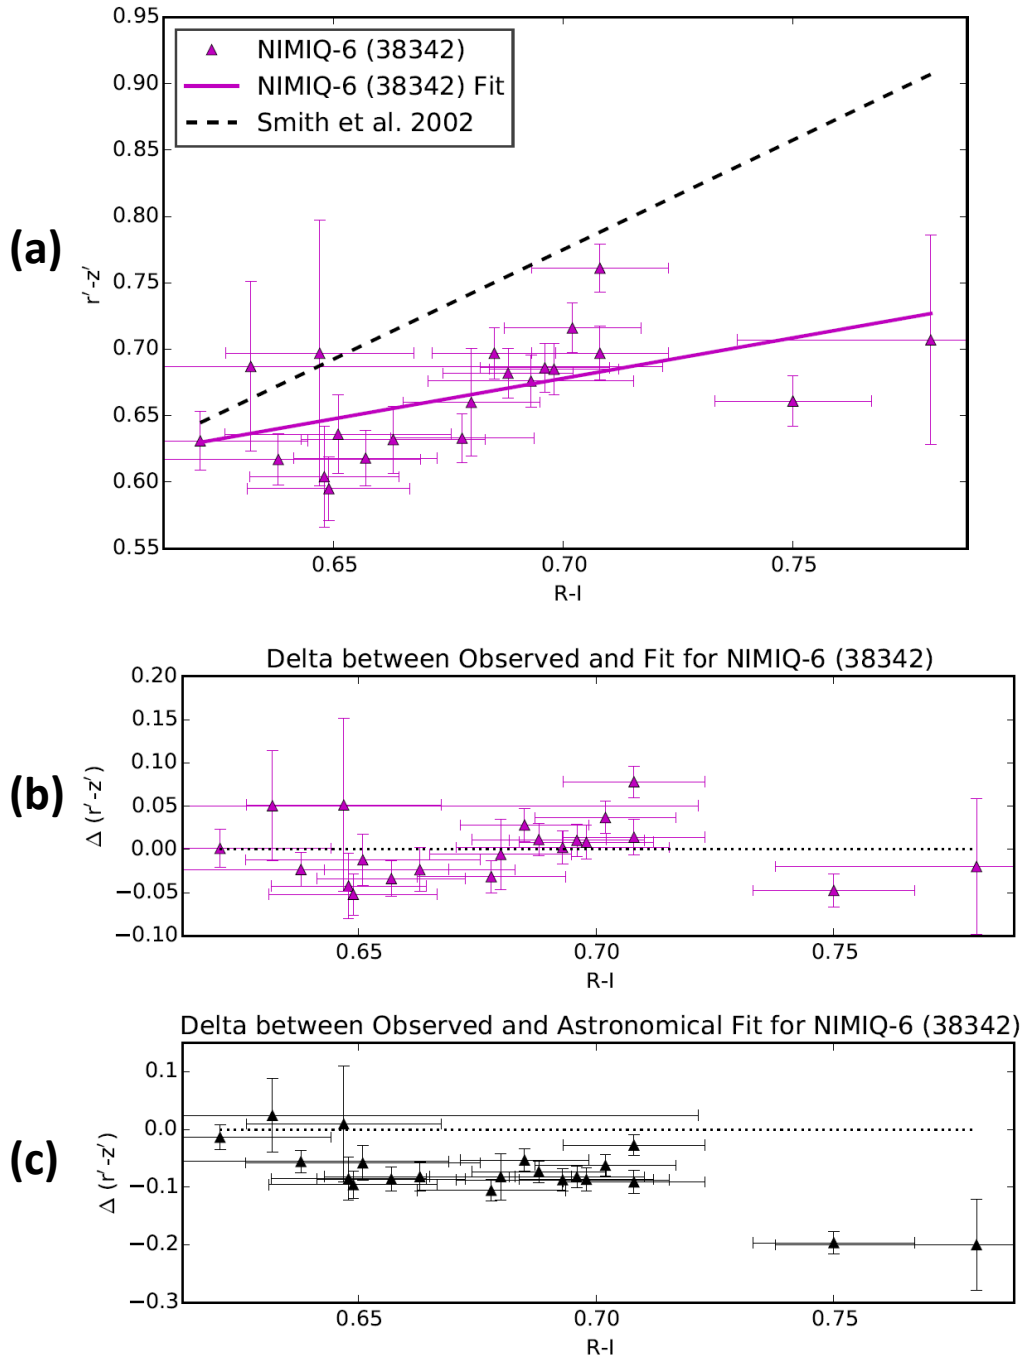 (a)
0.95
0.90
0.85
0.80
0.75
0.70
0.65
0.60
0.55
r′-z′
NIMIQ-6 (38342)
NIMIQ-6 (38342) Fit
Smith et al. 2002
0.65 0.70 0.75
R-I
(b)
Delta between Observed and Fit for NIMIQ-6 (38342)
0.20
0.15
0.10
0.05
0.00
−0.05
−0.10
Δ (r′-z′)
0.65 0.70 0.75
R-I
(c)
Delta between Observed and Astronomical Fit for NIMIQ-6 (38342)
0.1
0.0
−0.1
−0.2
−0.3
Δ (r′-z′)
0.65 0.70 0.75
R-I